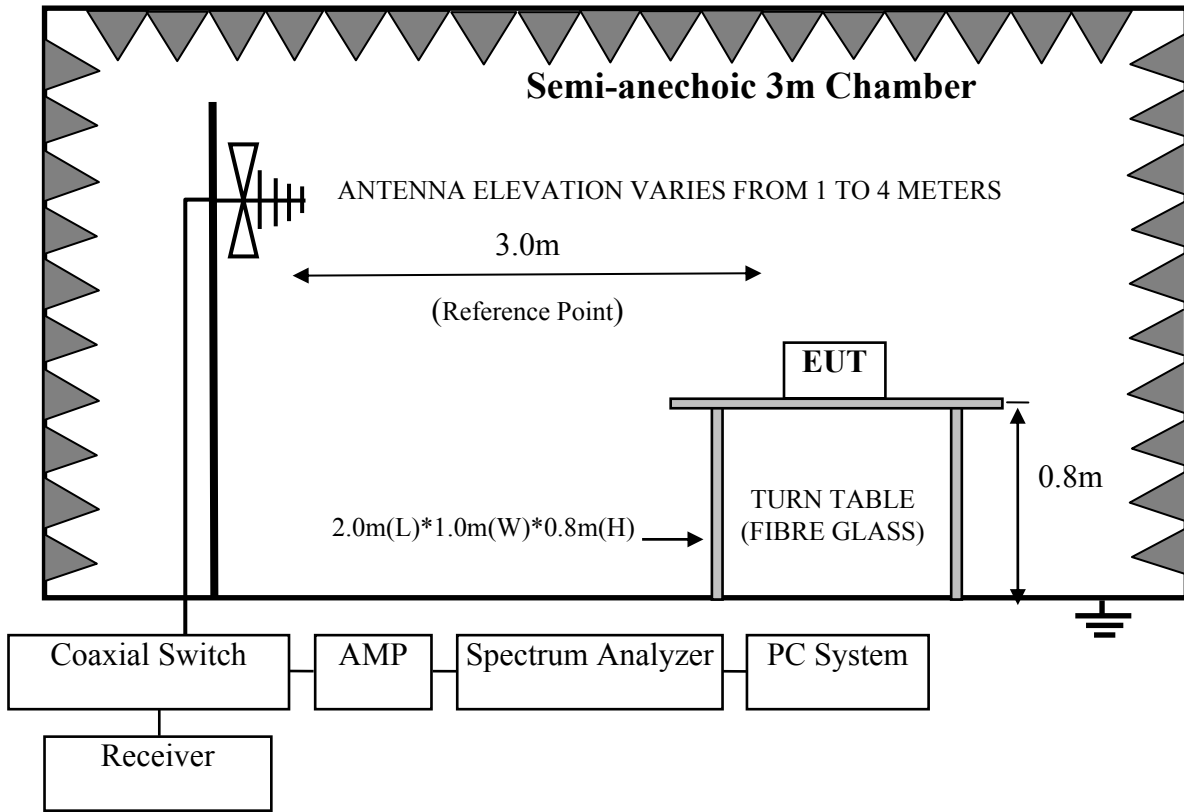 Semi-anechoic 3m Chamber
ANTENNA ELEVATION VARIES FROM 1 TO 4 METERS
3.0m
(Reference Point)
EUT
0.8m
TURN TABLE
(FIBRE GLASS)
2.0m(L)*1.0m(W)*0.8m(H)
Coaxial Switch
AMP
Spectrum Analyzer
PC System
Receiver